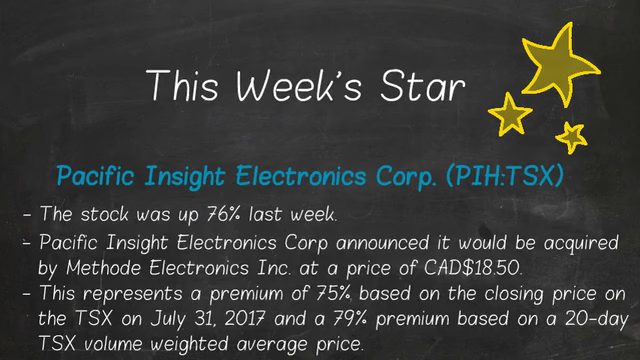 This Week's Star
Pacific Insight Electronics Corp. (PIH:TSX)
- The stock was up 76% last week.
- Pacific Insight Electronics Corp announced it would be acquired
by Methode Electronics Inc. at a price of CAD$18.50.
- This represents a premium of 75% based on the closing price on
the TSX on July 31, 2017 and a 79% premium based on a 20-day
TSX volume weighted average price.